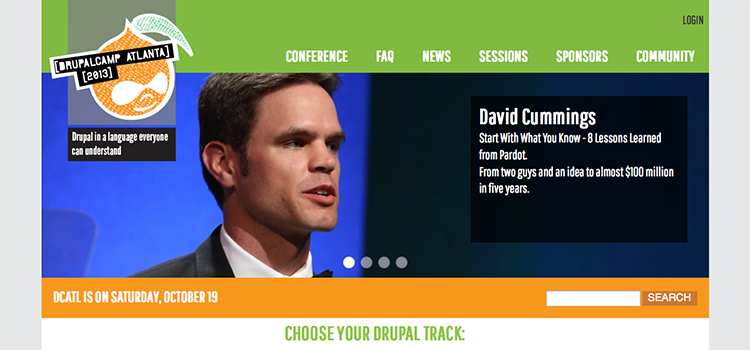 LOGIN
[DRUPALCAMP ATLANTA]
[2013]
CONFERENCE FAQ NEWS SESSIONS SPONSORS COMMUNITY
Drupal in a language everyone
can understand
David Cummings
Start With What You Know - 8 Lessons Learned
from Pardot.
From two guys and an idea to almost $100 million
in five years.
DCATL IS ON SATURDAY, OCTOBER 19
SEARCH
CHOOSE YOUR DRUPAL TRACK: